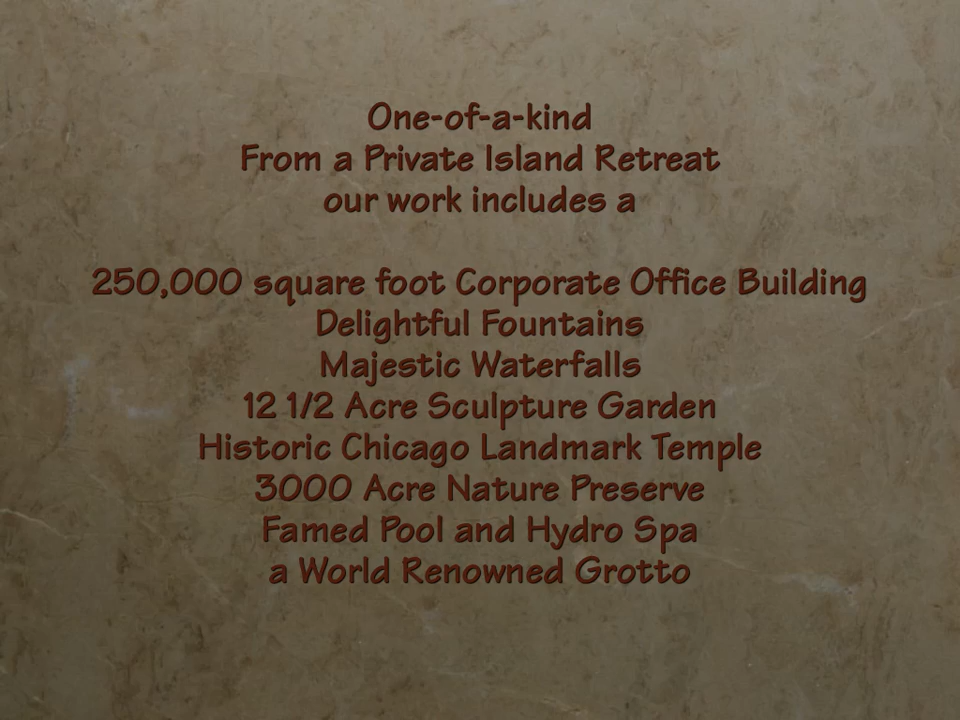 One-of-a-kind
From a Private Island Retreat
our work includes a
250,000 square foot Corporate Office Building
Delightful Fountains
Majestic Waterfalls
12 1/2 Acre Sculpture Garden
Historic Chicago Landmark Temple
3000 Acre Nature Preserve
Famed Pool and Hydro Spa
a World Renowned Grotto